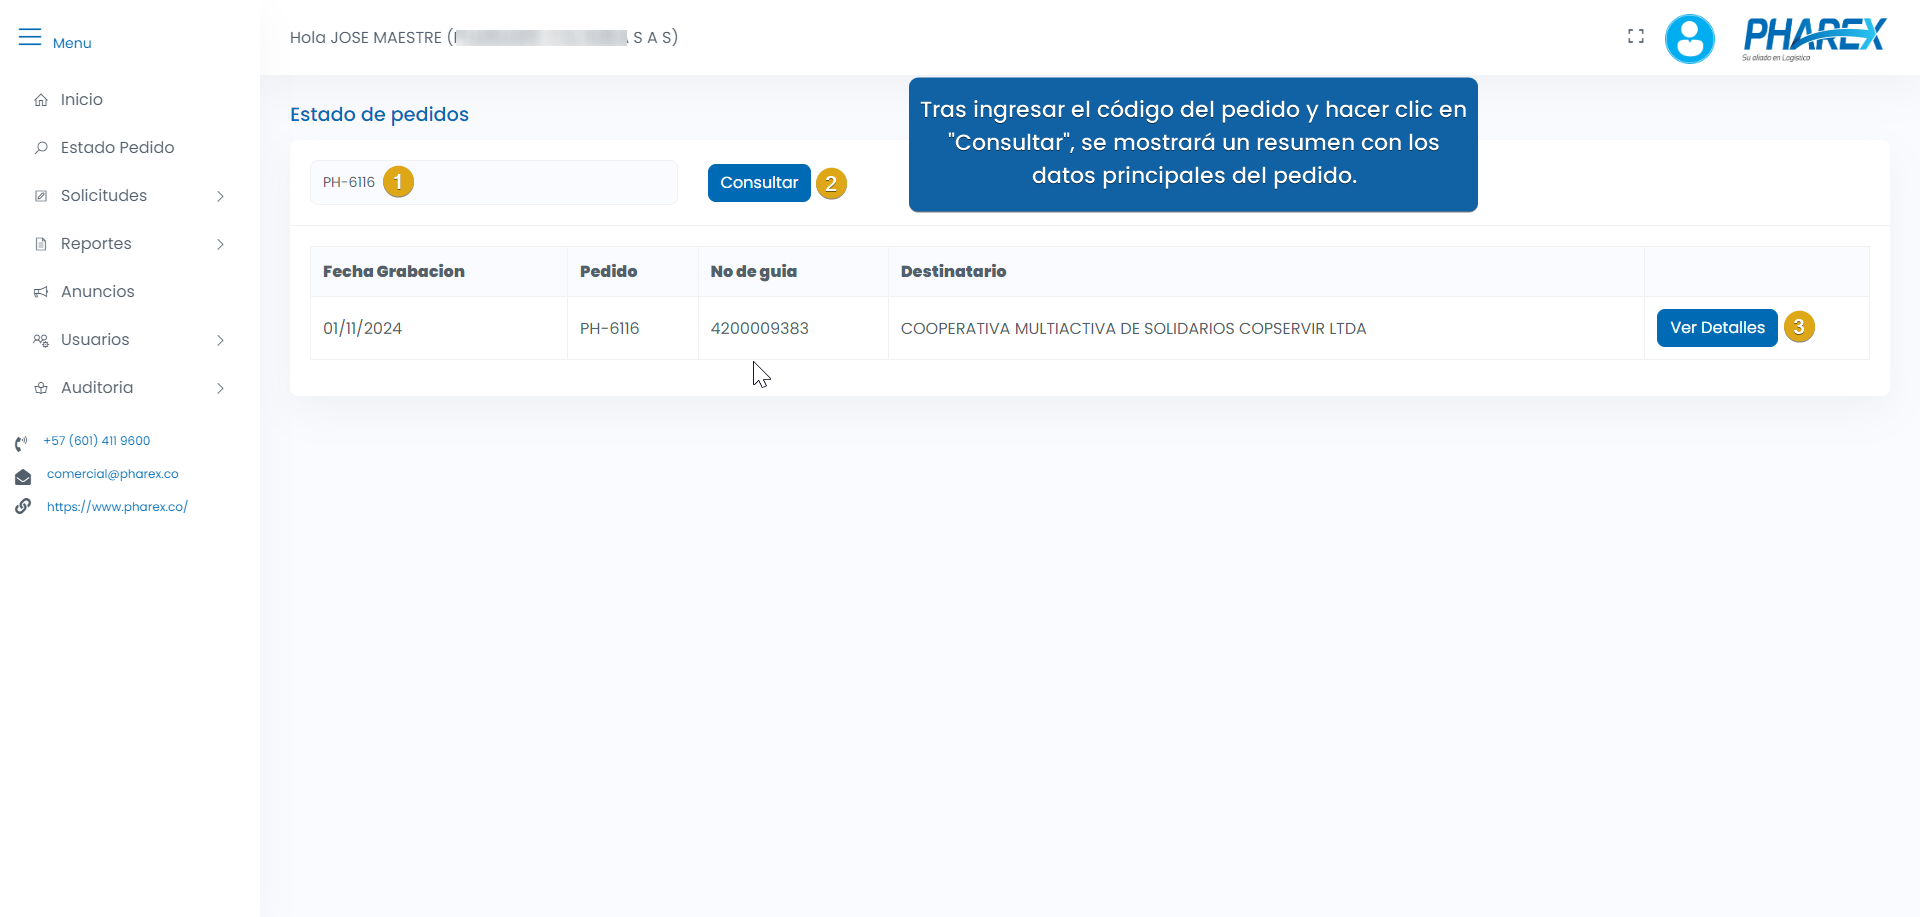 Menu
Inicio
Estado Pedido
Solicitudes
Reportes
Anuncios
Usuarios
Auditoria
+57 (601) 411 9600
comercial@pharex.co
https://www.pharex.co/
Hola JOSE MAESTRE ( S A S)
PHAREX
Su aliado en Logística
Estado de pedidos
Tras ingresar el código del pedido y hacer clic en
"Consultar", se mostrará un resumen con los
datos principales del pedido.
PH-6116 1
Consultar 2
Fecha Grabacion Pedido No de guia Destinatario
01/11/2024 PH-6116 4200009383 COOPERATIVA MULTIACTIVA DE SOLIDARIOS COPSERVIR LTDA Ver Detalles 3